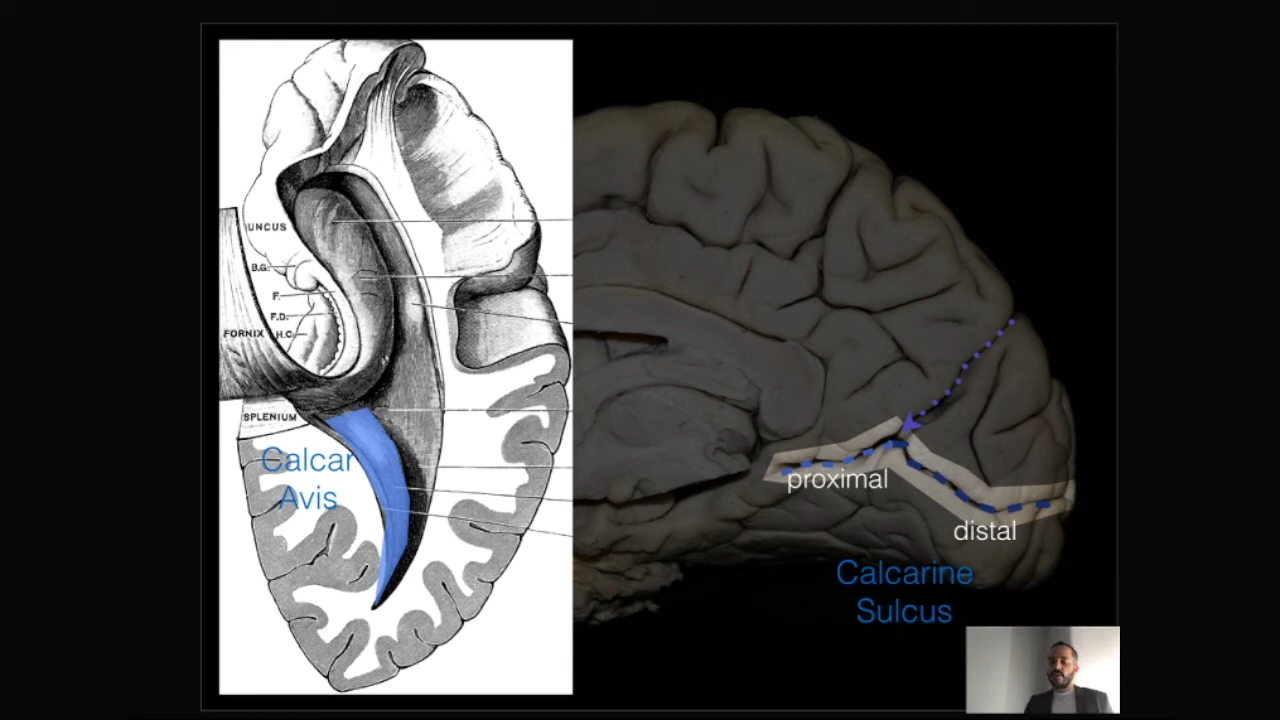 UNCUS
B.G.
F.
F.D.
FORNIX
H.C.
SPLENIUM
Calcar
Avis
proximal
distal
Calcarine
Sulcus